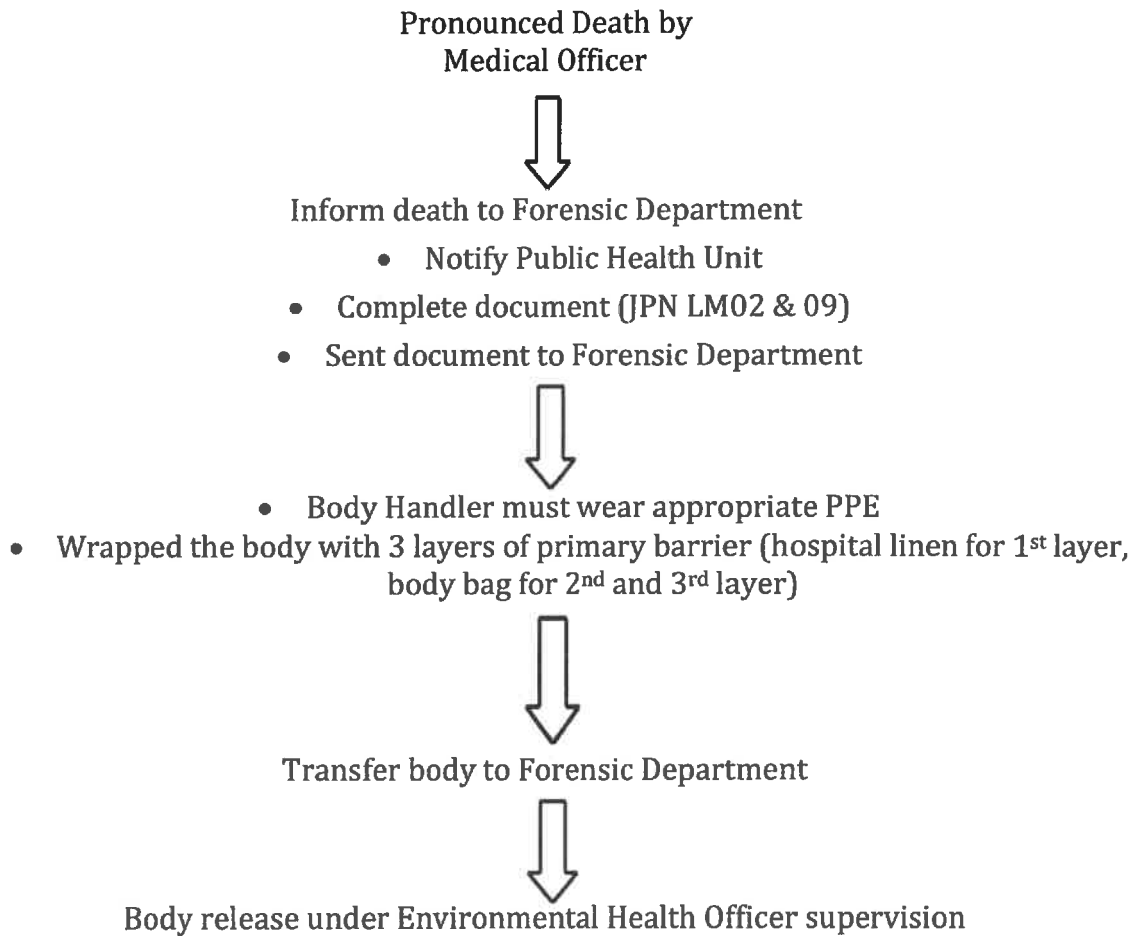 Pronounced Death by
Medical Officer
Inform death to Forensic Department
• Notify Public Health Unit
• Complete document (JPN LM02 & 09)
• Sent document to Forensic Department
• Body Handler must wear appropriate PPE
• Wrapped the body with 3 layers of primary barrier (hospital linen for 1st layer,
body bag for 2nd and 3rd layer)
Transfer body to Forensic Department
Body release under Environmental Health Officer supervision